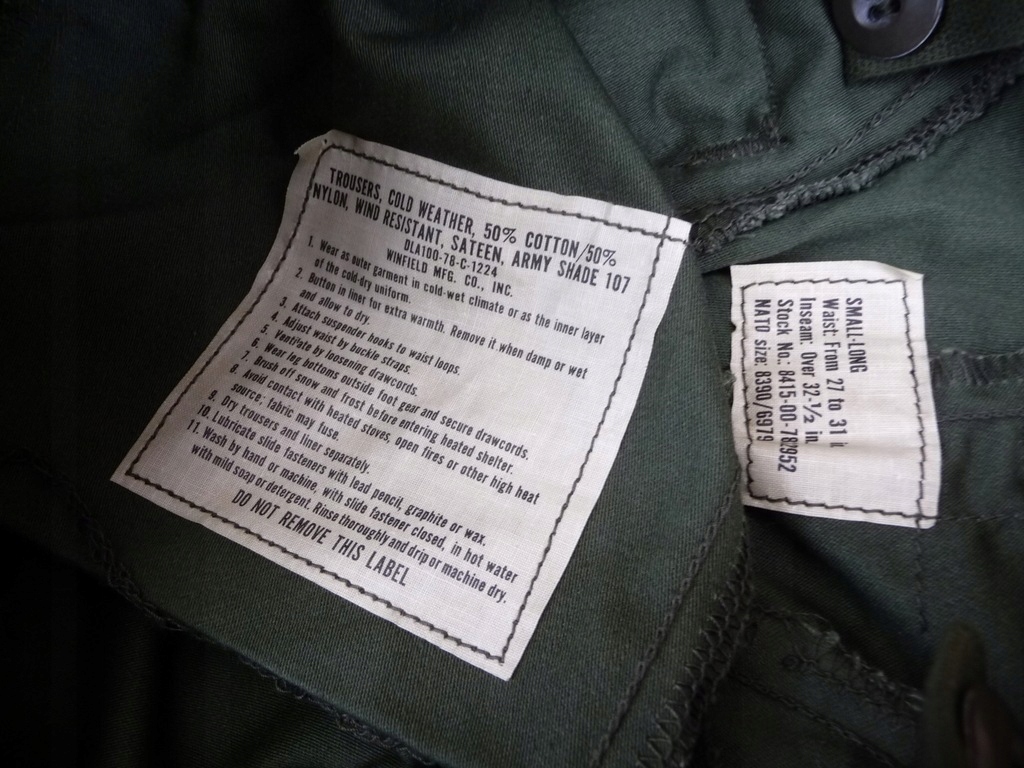 TROUSERS, COLD WEATHER, 50% COTTON/50%
NYLON, WIND RESISTANT, SATEEN, ARMY SHADE 107
DLA100-78-C-1224
WINFIELD MFG. CO., INC.
1. Wear as outer garment in cold-wet climate or as the inner layer
of the cold-dry uniform.
2. Button in liner for extra warmth. Remove it when damp or wet
and allow to dry.
3. Attach suspender hooks to waist loops.
4. Adjust waist by buckle straps.
5. Ventilate by loosening drawcords.
6. Wear leg bottoms outside foot gear and secure drawcords.
7. Brush off snow and frost before entering heated shelter.
8. Avoid contact with heated stoves, open fires or other high heat
source; fabric may fuse.
9. Dry trousers and liner separately.
10. Lubricate slide fasteners with lead pencil, graphite or wax.
11. Wash by hand or machine, with slide fastener closed, in hot water
with mild soap or detergent. Rinse thoroughly and drip or machine dry.
DO NOT REMOVE THIS LABEL
SMALL-LONG
Waist: From 27 to 31 i
Inseam: Over 32-½ in.
Stock No.: 8415-00-782952
NATO size: 8390/6979